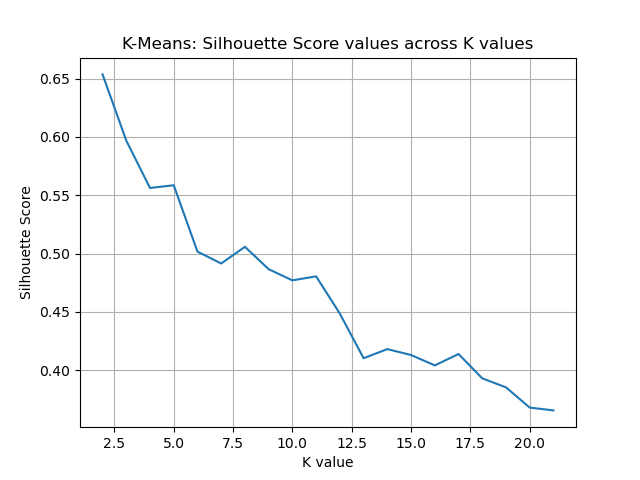 K-Means: Silhouette Score values across K values
0.65
0.60
0.55
0.50
0.45
0.40
Silhouette Score
2.5 5.0 7.5 10.0 12.5 15.0 17.5 20.0
K value